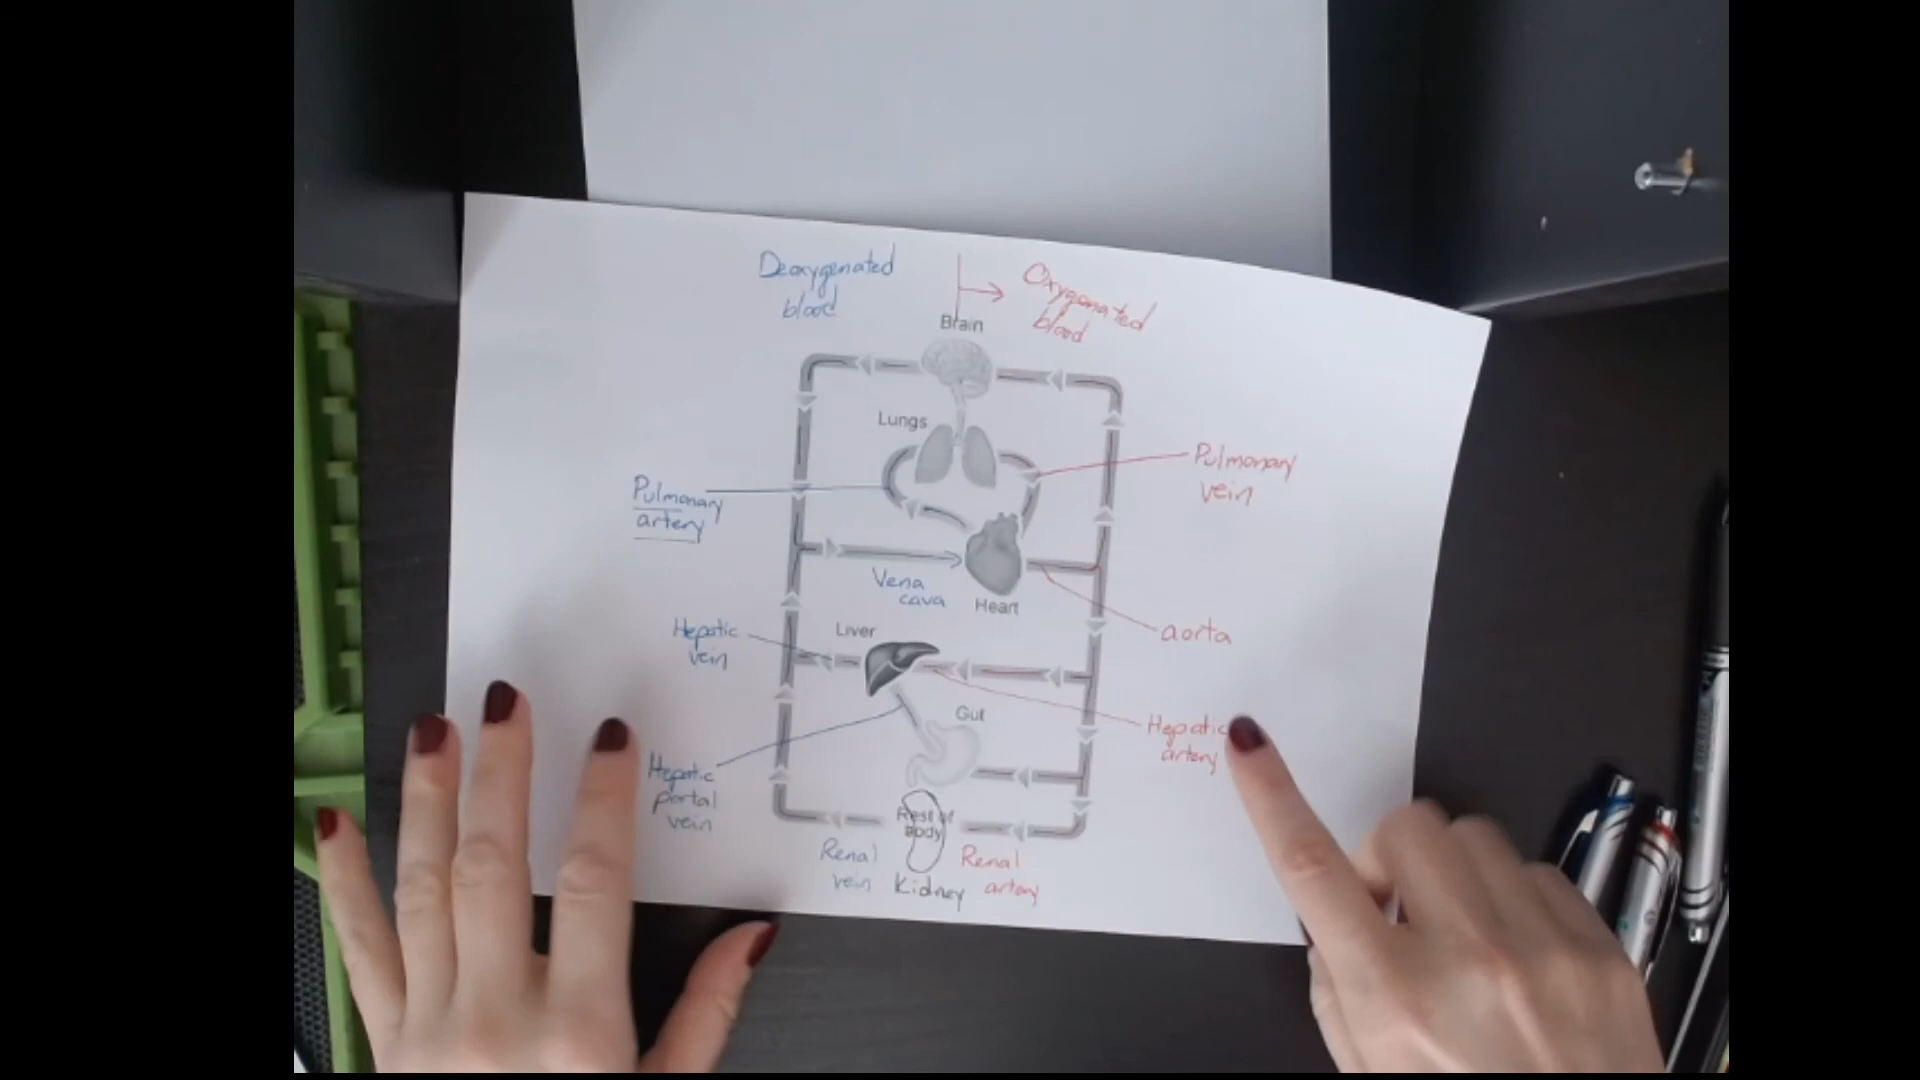 Deoxygenated
blood
Oxygenated
blood
Brain
Lungs
Pulmonary
vein
Pulmonary
artery
Vena
cava
Heart
aorta
Hepatic
vein
Liver
Gut
Hepatic
artery
Hepatic
portal
vein
Rest of
Body
Renal
vein
Kidney
Renal
artery